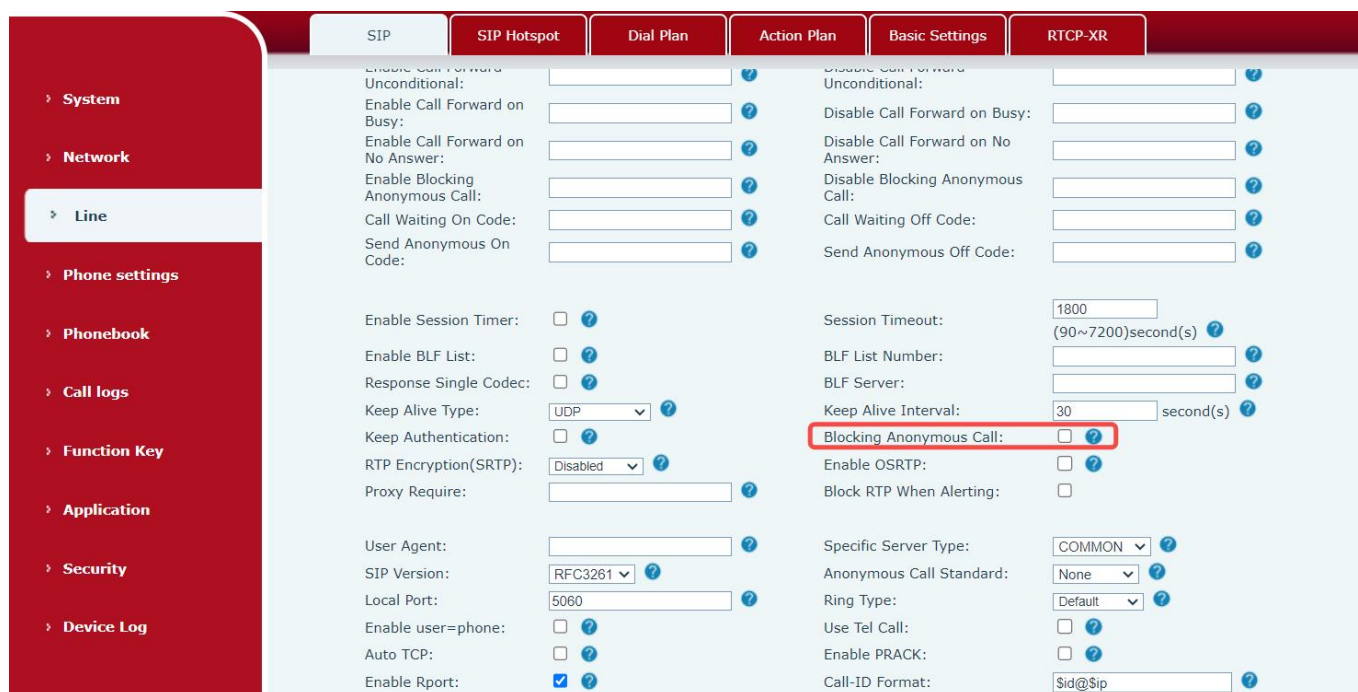 SIP
SIP Hotspot
Dial Plan
Action Plan
Basic Settings
RTCP-XR
System
Network
Line
Phone settings
Phonebook
Call logs
Function Key
Application
Security
Device Log
Enable Call Forward
Unconditional:
Disable Call Forward
Unconditional:
Enable Call Forward on
Busy:
Disable Call Forward on Busy:
Enable Call Forward on
No Answer:
Disable Call Forward on No
Answer:
Enable Blocking
Anonymous Call:
Disable Blocking Anonymous
Call:
Call Waiting On Code:
Call Waiting Off Code:
Send Anonymous On
Code:
Send Anonymous Off Code:
Enable Session Timer:
Session Timeout:
1800
(90~7200)second(s)
Enable BLF List:
BLF List Number:
Response Single Codec:
BLF Server:
Keep Alive Type:
UDP
Keep Alive Interval:
30
second(s)
Keep Authentication:
Blocking Anonymous Call:
RTP Encryption(SRTP):
Disabled
Enable OSRTP:
Proxy Require:
Block RTP When Alerting:
User Agent:
Specific Server Type:
COMMON
SIP Version:
RFC3261
Anonymous Call Standard:
None
Local Port:
5060
Ring Type:
Default
Enable user=phone:
Use Tel Call:
Auto TCP:
Enable PRACK:
Enable Rport:
Call-ID Format:
$id@$ip